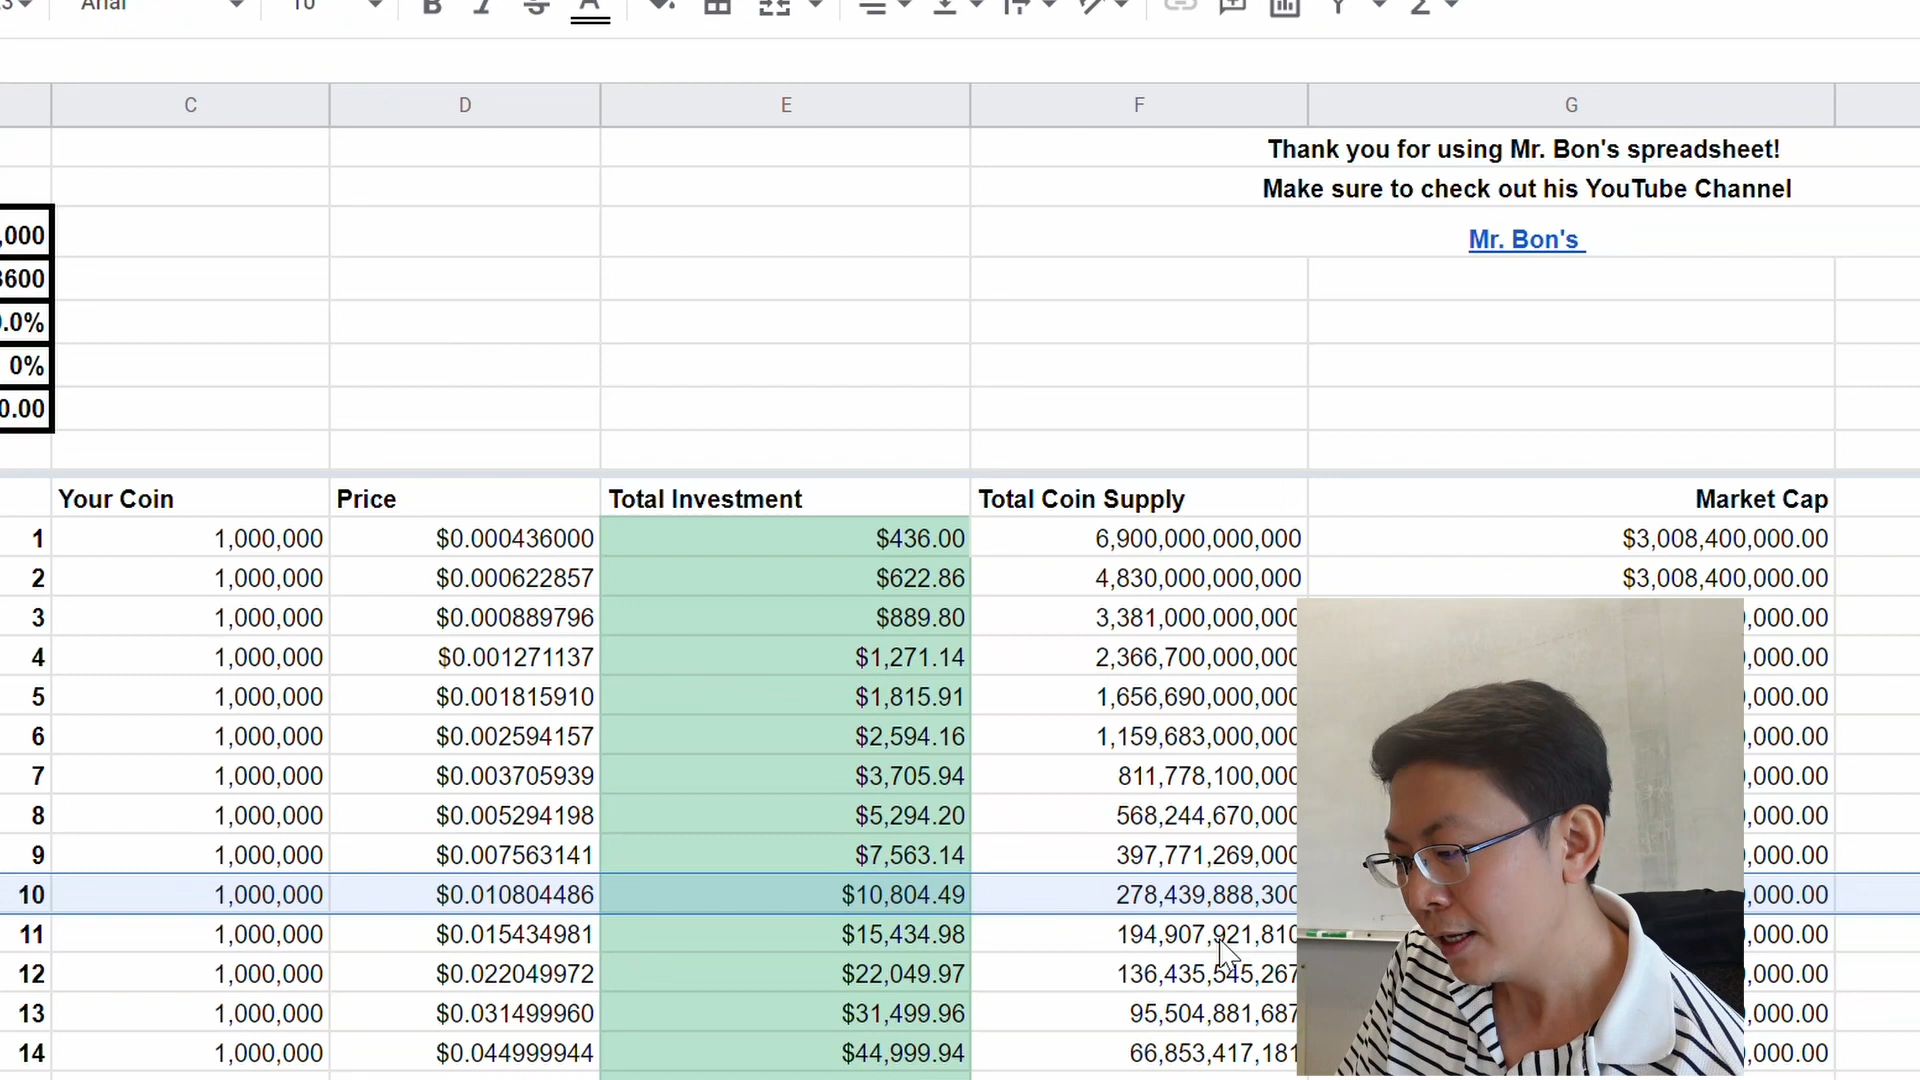 Arial 10 B I S A
C D E F G
Thank you for using Mr. Bon's spreadsheet!
Make sure to check out his YouTube Channel
,000 Mr. Bon's
3600
0.0%
0%
0.00
Your Coin Price Total Investment Total Coin Supply Market Cap
1 1,000,000 $0.000436000 $436.00 6,900,000,000,000 $3,008,400,000.00
2 1,000,000 $0.000622857 $622.86 4,830,000,000,000 $3,008,400,000.00
3 1,000,000 $0.000889796 $889.80 3,381,000,000,000 ,000.00
4 1,000,000 $0.001271137 $1,271.14 2,366,700,000,000 ,000.00
5 1,000,000 $0.001815910 $1,815.91 1,656,690,000,000 ,000.00
6 1,000,000 $0.002594157 $2,594.16 1,159,683,000,000 ,000.00
7 1,000,000 $0.003705939 $3,705.94 811,778,100,000 ,000.00
8 1,000,000 $0.005294198 $5,294.20 568,244,670,000 ,000.00
9 1,000,000 $0.007563141 $7,563.14 397,771,269,000 ,000.00
10 1,000,000 $0.010804486 $10,804.49 278,439,888,300 ,000.00
11 1,000,000 $0.015434981 $15,434.98 194,907,921,810 ,000.00
12 1,000,000 $0.022049972 $22,049.97 136,435,545,267 ,000.00
13 1,000,000 $0.031499960 $31,499.96 95,504,881,687 ,000.00
14 1,000,000 $0.044999944 $44,999.94 66,853,417,181 ,000.00